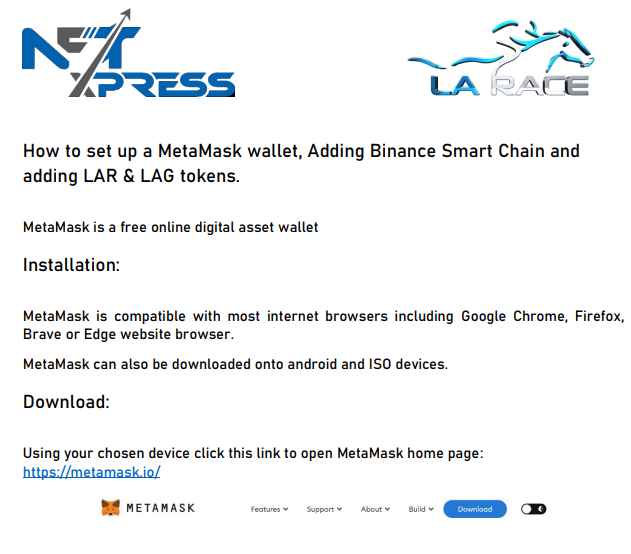 NFT
XPRESS
LA RACE
How to set up a MetaMask wallet, Adding Binance Smart Chain and
adding LAR & LAG tokens.
MetaMask is a free online digital asset wallet
Installation:
MetaMask is compatible with most internet browsers including Google Chrome, Firefox,
Brave or Edge website browser.
MetaMask can also be downloaded onto android and ISO devices.
Download:
Using your chosen device click this link to open MetaMask home page:
https://metamask.io/
METAMASK Features Support About Build Download